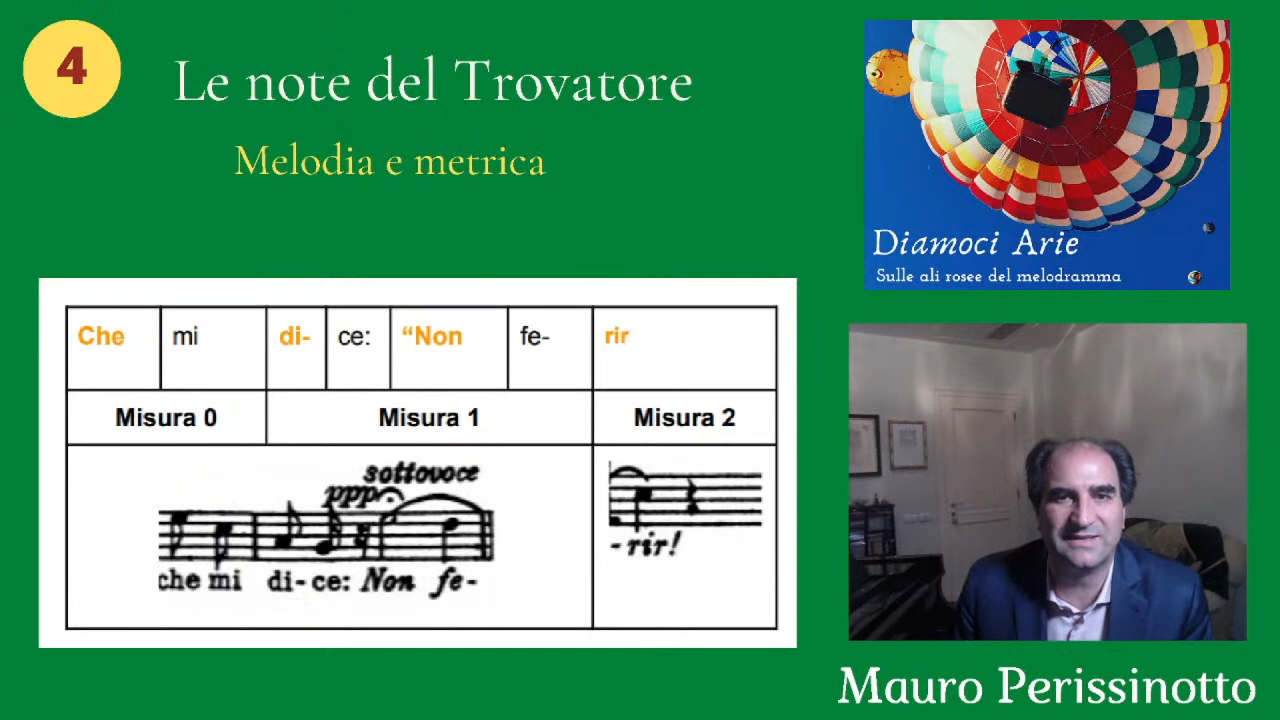 4
Le note del Trovatore
Melodia e metrica
Diamoci Arie
Sulle ali rosee del melodramma
Che mi di- ce: “Non fe- rir
Misura 0 Misura 1 Misura 2
sottovoce
ppp
che mi di-ce: Non fe-
-rir!
Mauro Perissinotto